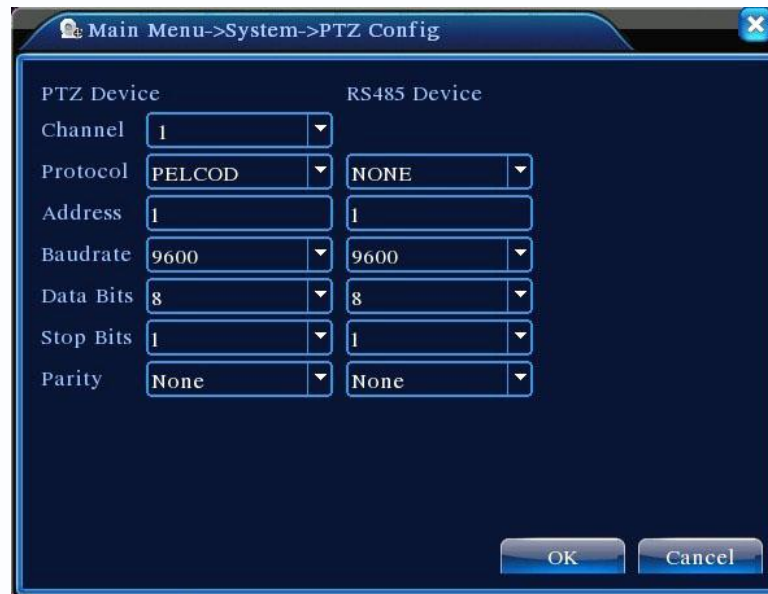 Main Menu->System->PTZ Config
PTZ Device RS485 Device
Channel 1
Protocol PELCOD NONE
Address 1 1
Baudrate 9600 9600
Data Bits 8 8
Stop Bits 1 1
Parity None None
OK Cancel